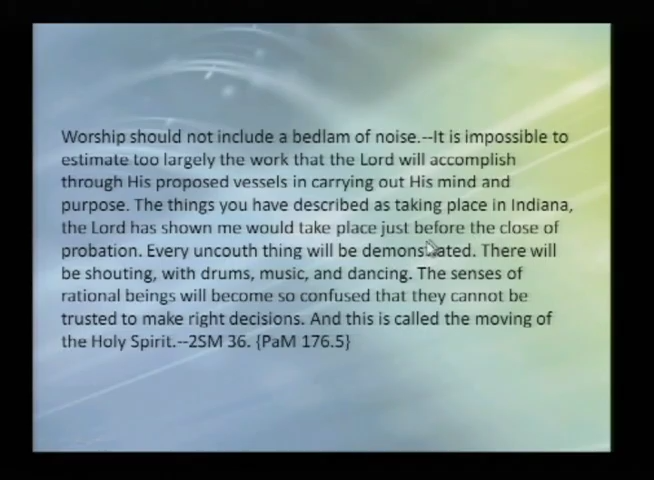 Worship should not include a bedlam of noise.--It is impossible to
estimate too largely the work that the Lord will accomplish
through His proposed vessels in carrying out His mind and
purpose. The things you have described as taking place in Indiana,
the Lord has shown me would take place just before the close of
probation. Every uncouth thing will be demonstrated. There will
be shouting, with drums, music, and dancing. The senses of
rational beings will become so confused that they cannot be
trusted to make right decisions. And this is called the moving of
the Holy Spirit.--2SM 36. {PaM 176.5}